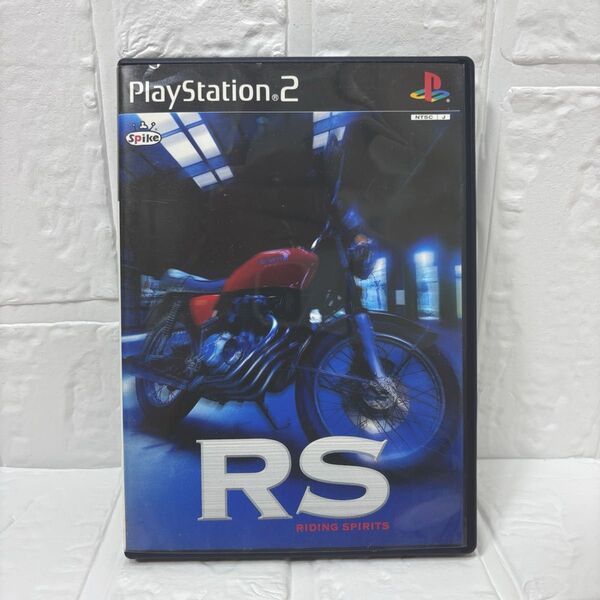 PlayStation®2
NTSC J
Spike
RS
RIDING SPIRITS